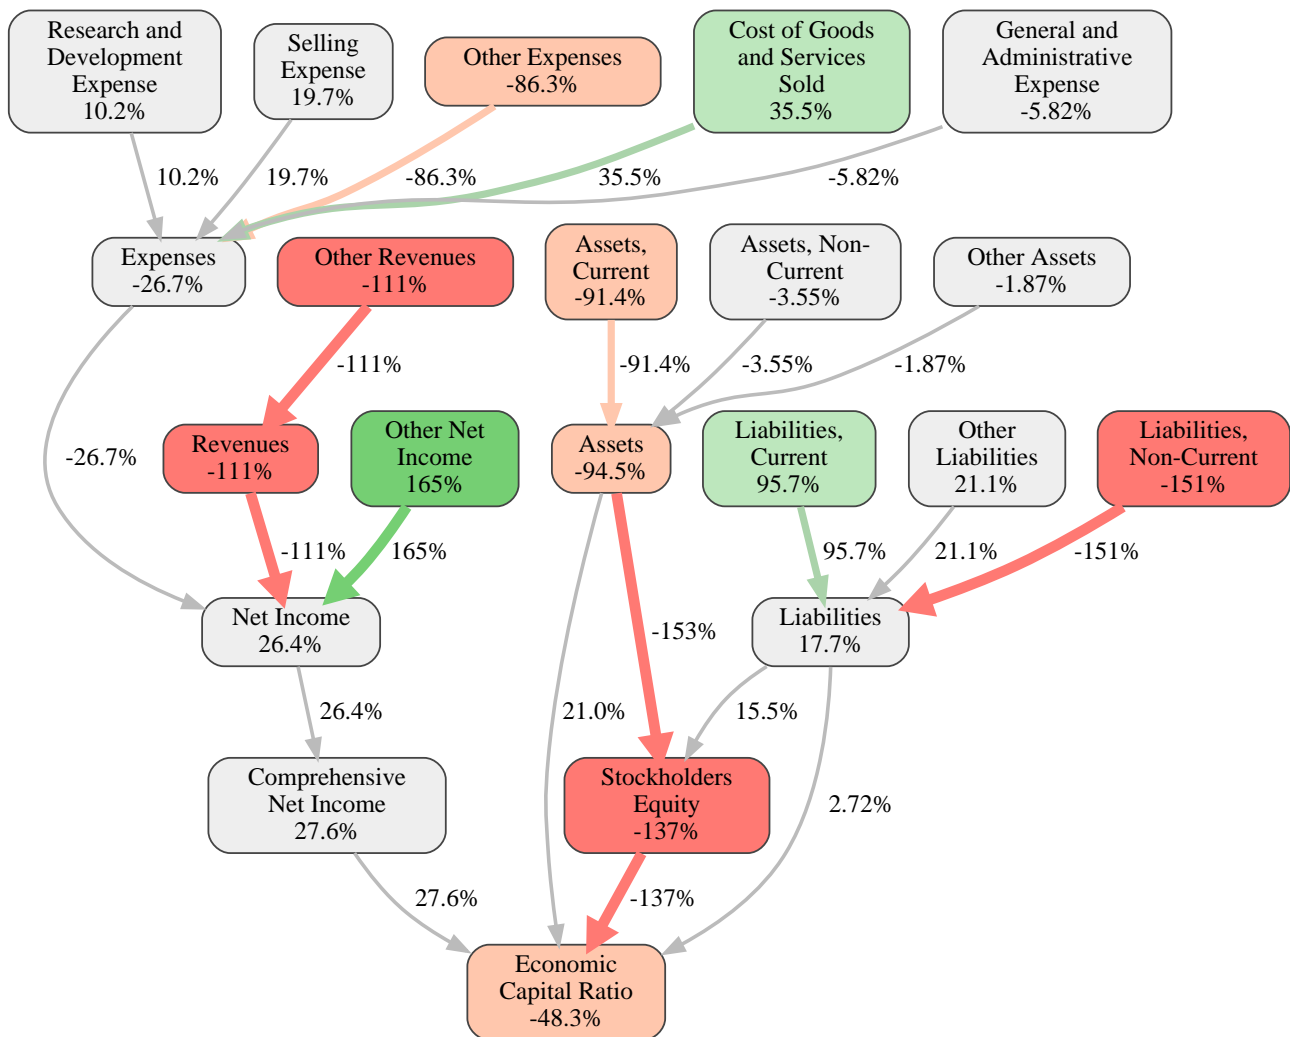 Research and
Development
Expense
10.2%
Selling
Expense
19.7%
Other Expenses
-86.3%
Cost of Goods
and Services
Sold
35.5%
General and
Administrative
Expense
-5.82%
10.2%
19.7%
-86.3%
35.5%
-5.82%
Expenses
-26.7%
Other Revenues
-111%
Assets,
Current
-91.4%
Assets, Non-
Current
-3.55%
Other Assets
-1.87%
-111%
-91.4%
-3.55%
-1.87%
-26.7%
Revenues
-111%
Other Net
Income
165%
Assets
-94.5%
Liabilities,
Current
95.7%
Other
Liabilities
21.1%
Liabilities,
Non-Current
-151%
-111%
165%
95.7%
21.1%
-151%
Net Income
26.4%
-153%
Liabilities
17.7%
26.4%
21.0%
15.5%
Comprehensive
Net Income
27.6%
Stockholders
Equity
-137%
2.72%
27.6%
-137%
Economic
Capital Ratio
-48.3%